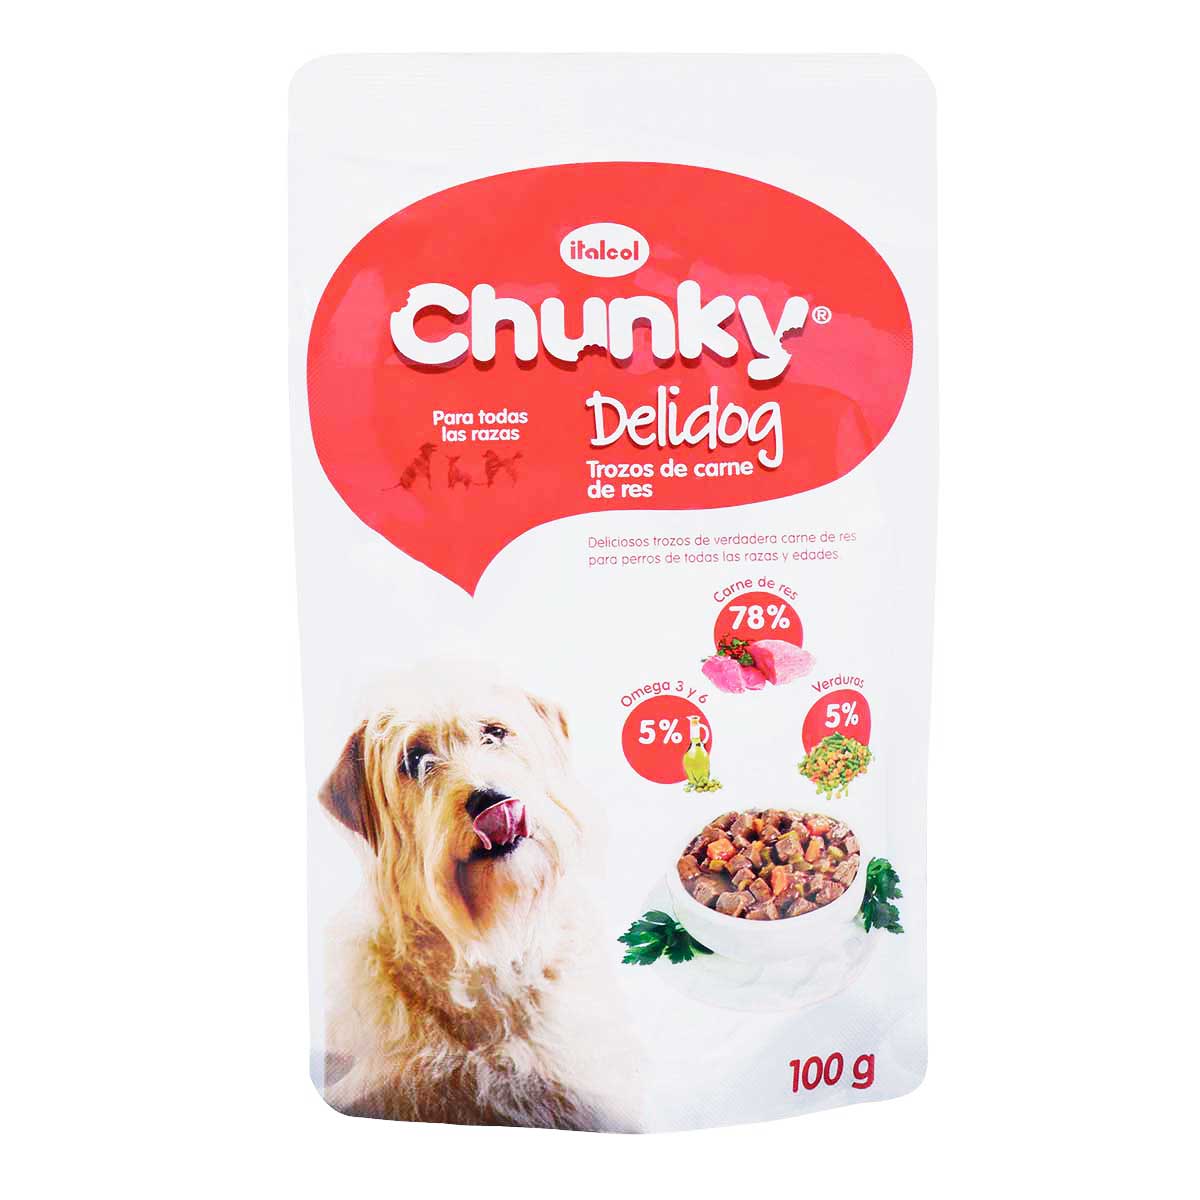 italcol
Chunky®
Delidog
Para todas
las razas
Trozos de carne
de res
Deliciosos trozos de verdadera carne de res
para perros de todas las razas y edades.
Carne de res
78%
Omega 3 y 6
5%
Verduras
5%
100 g